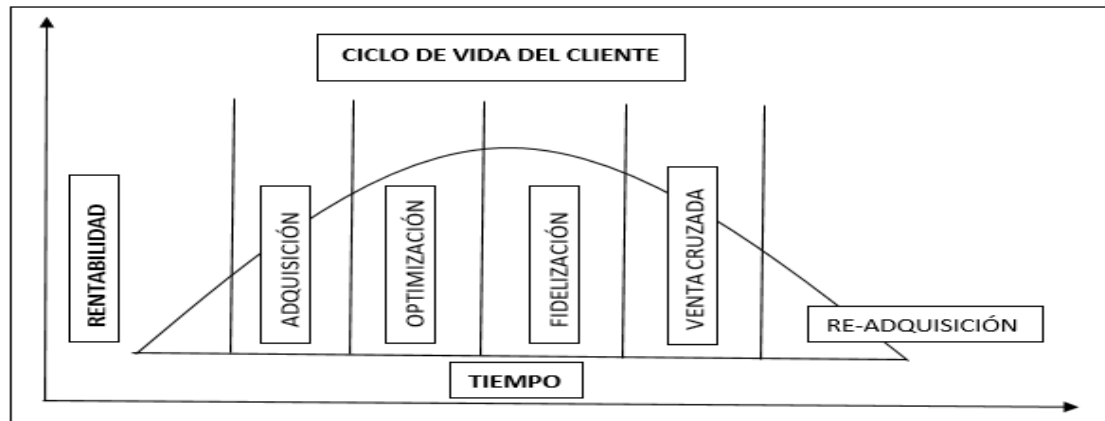 CICLO DE VIDA DEL CLIENTE
RENTABILIDAD
ADQUISICIÓN
OPTIMIZACIÓN
FIDELIZACIÓN
VENTA CRUZADA
RE-ADQUISICIÓN
TIEMPO